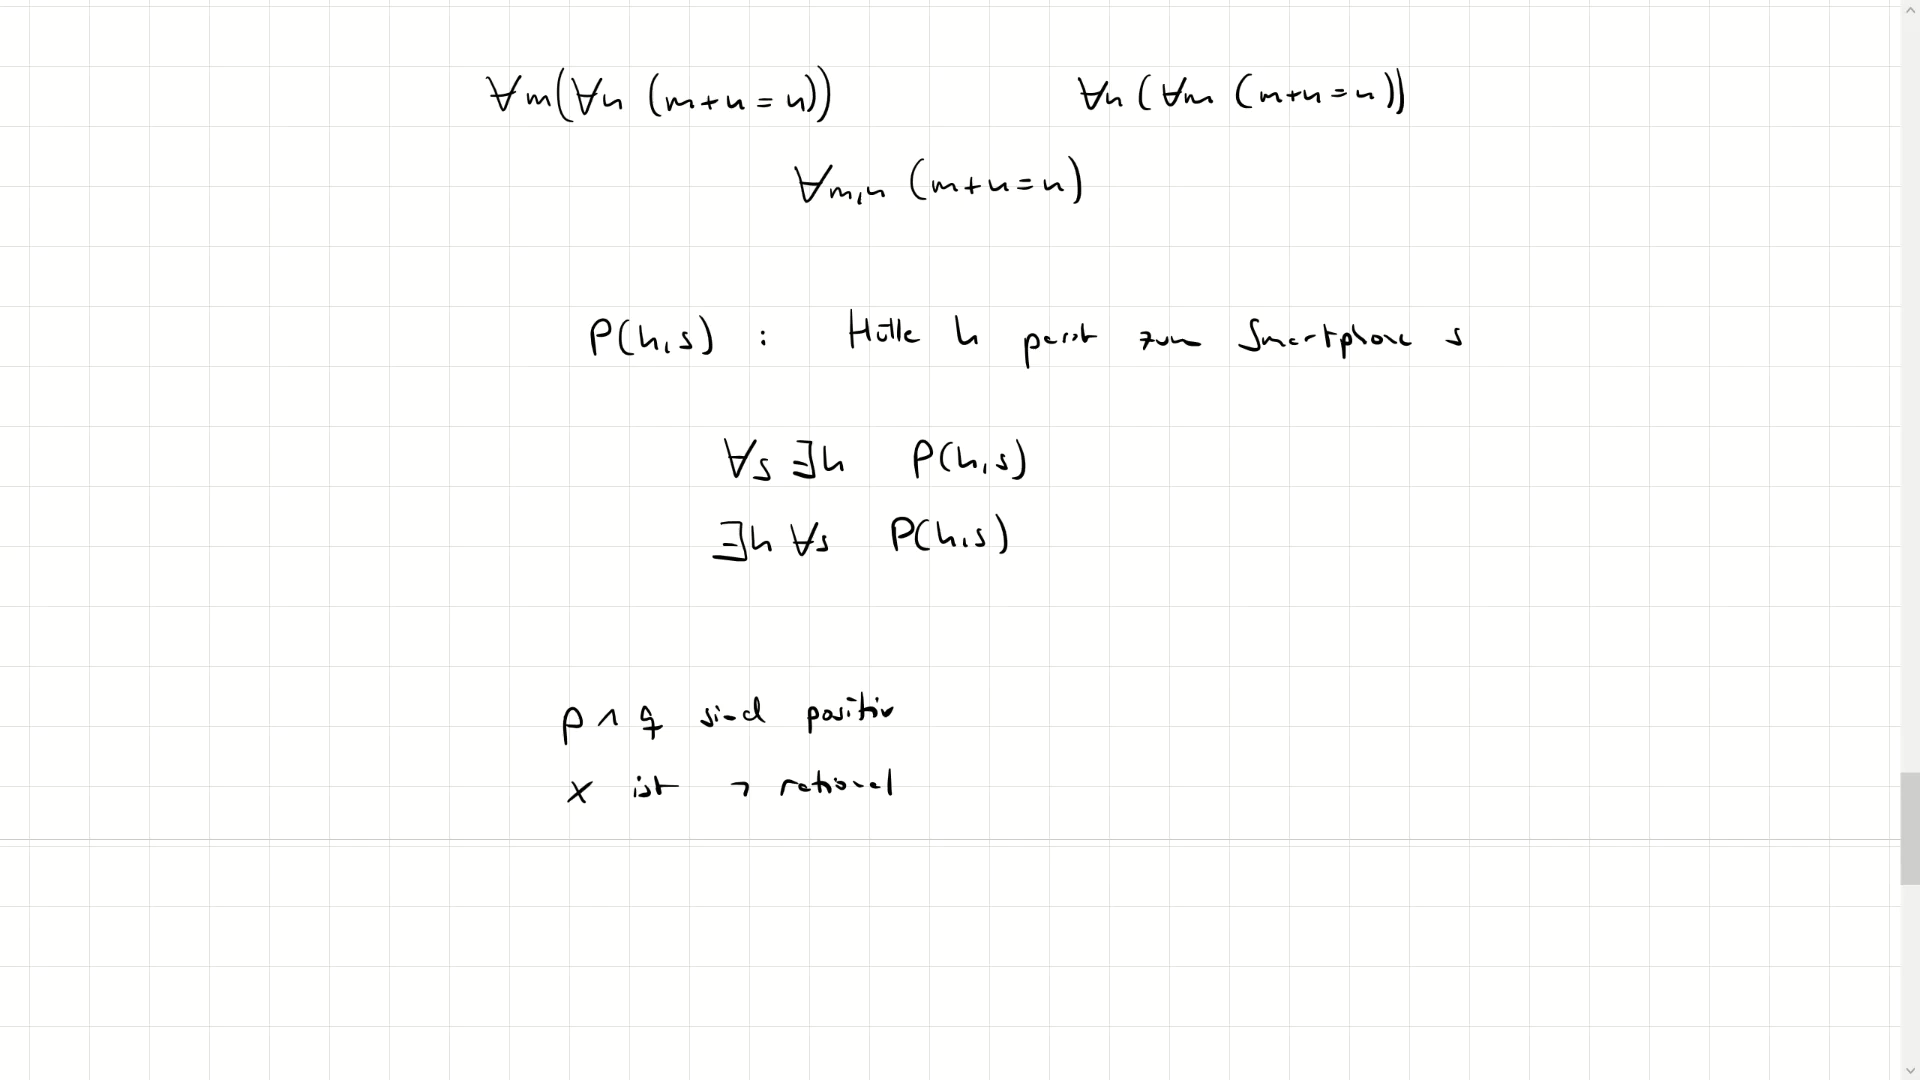 ∀m(∀n (m+n=n)) ∀n(∀m (m+n=n))
∀m,n (m+n=n)
P(h,s) : Hülle h passt zum Smartphone s
∀s ∃h P(h,s)
∃h ∀s P(h,s)
p ∧ q sind positiv
x ist ¬ rational